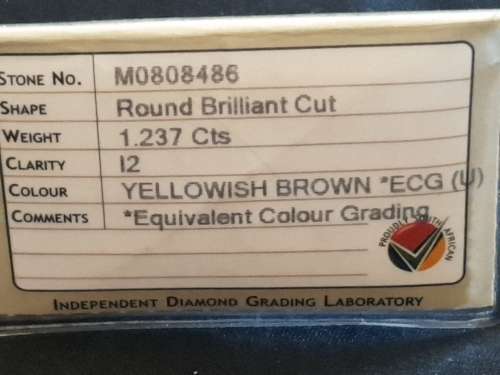 STONE NO. M0808486
SHAPE Round Brilliant Cut
WEIGHT 1.237 Cts
CLARITY I2
COLOUR YELLOWISH BROWN *ECG (U)
COMMENTS *Equivalent Colour Grading
PROUDLY SOUTH AFRICAN
INDEPENDENT DIAMOND GRADING LABORATORY